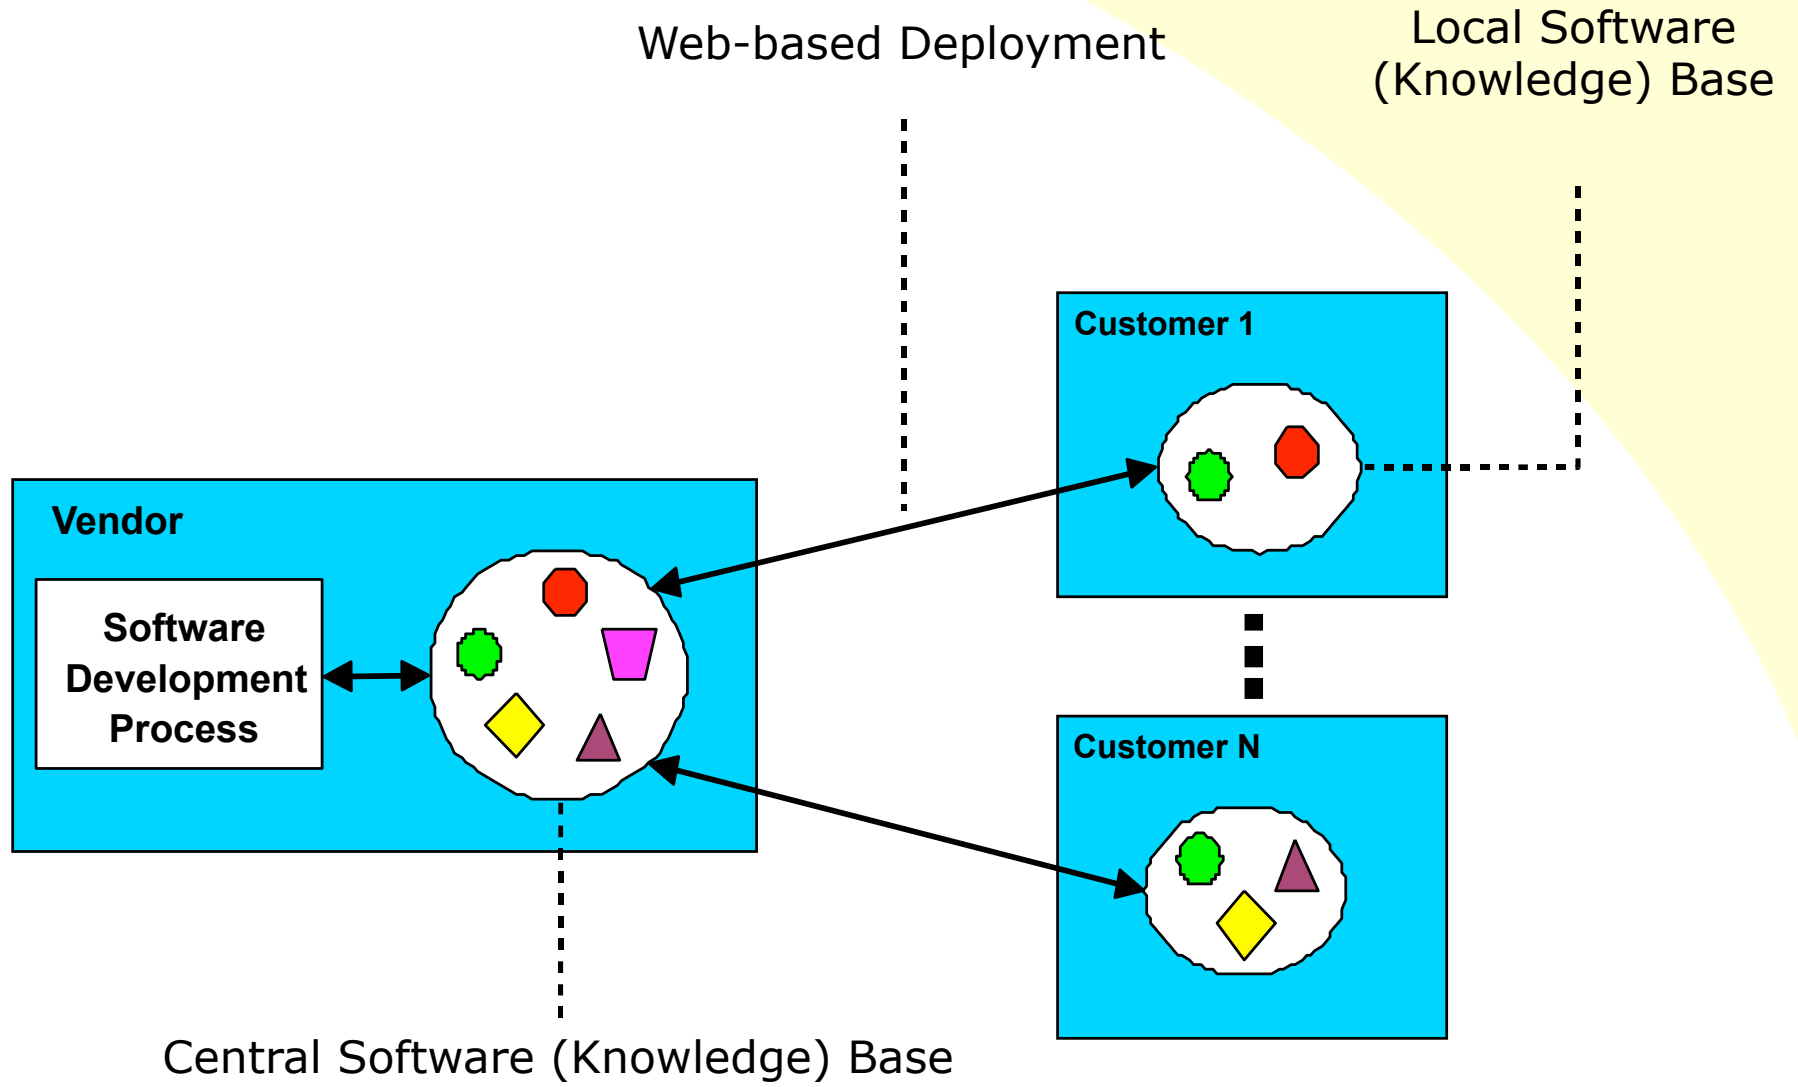 Web-based Deployment
Local Software
(Knowledge) Base
Customer 1
Vendor
Software
Development
Process
Customer N
Central Software (Knowledge) Base